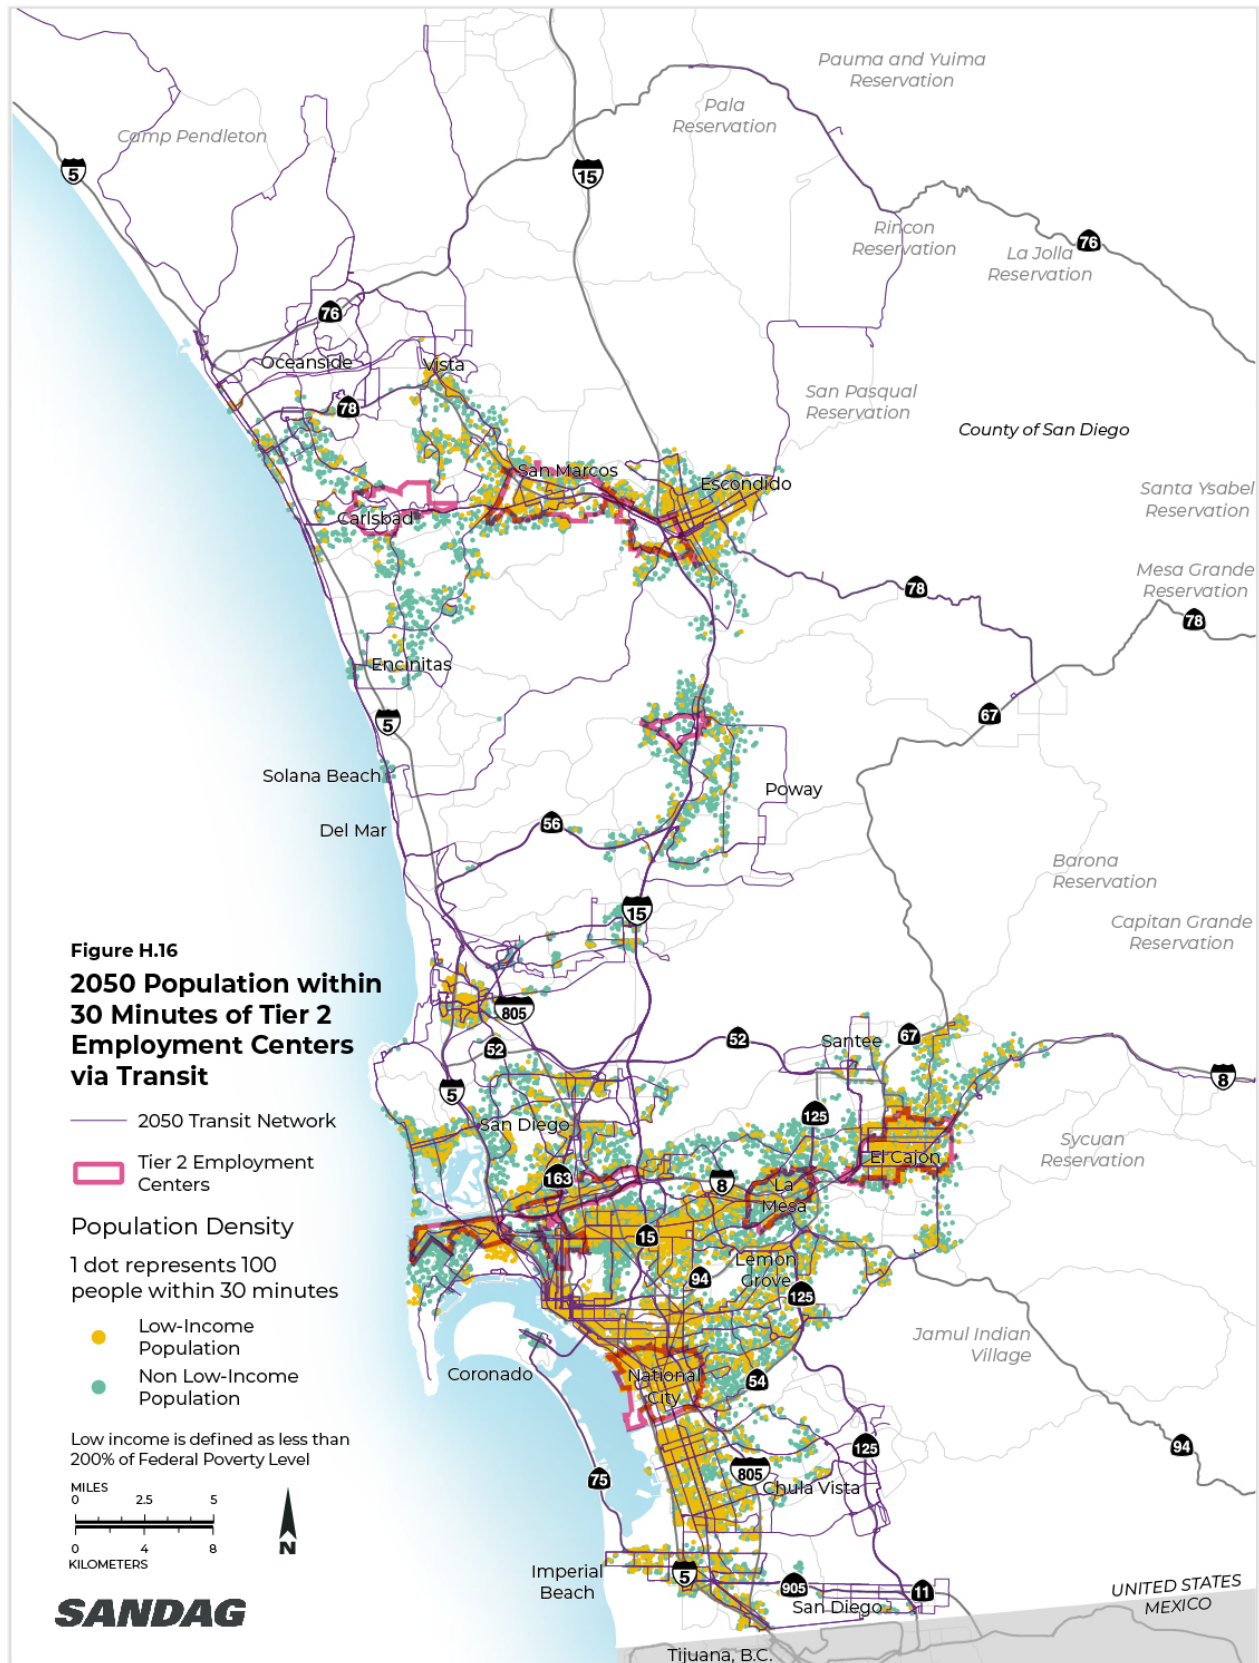 Pauma and Yuima
Reservation
Pala
Reservation
Camp Pendleton
5
15
Rincon
Reservation
La Jolla
Reservation
76
76
Oceanside
Vista
78
San Pasqual
Reservation
County of San Diego
San Marcos
Escondido
Santa Ysabel
Reservation
Carlsbad
Mesa Grande
Reservation
78
78
Encinitas
5
67
Solana Beach
Poway
Del Mar
56
Barona
Reservation
15
Capitan Grande
Reservation
Figure H.16
2050 Population within
30 Minutes of Tier 2
Employment Centers
via Transit
2050 Transit Network
Tier 2 Employment
Centers
Population Density
1 dot represents 100
people within 30 minutes
Low-Income
Population
Non Low-Income
Population
Low income is defined as less than
200% of Federal Poverty Level
MILES
0 2.5 5
0 4 8
KILOMETERS
N
SANDAG
805
52
52
Santee
67
5
8
125
San Diego
El Cajon
Sycuan
Reservation
163
8
La
Mesa
15
Lemon
Grove
94
125
Jamul Indian
Village
Coronado
National
City
54
125
94
805
75
Chula Vista
Imperial
Beach
5
905
11
San Diego
UNITED STATES
MEXICO
Tijuana, B.C.